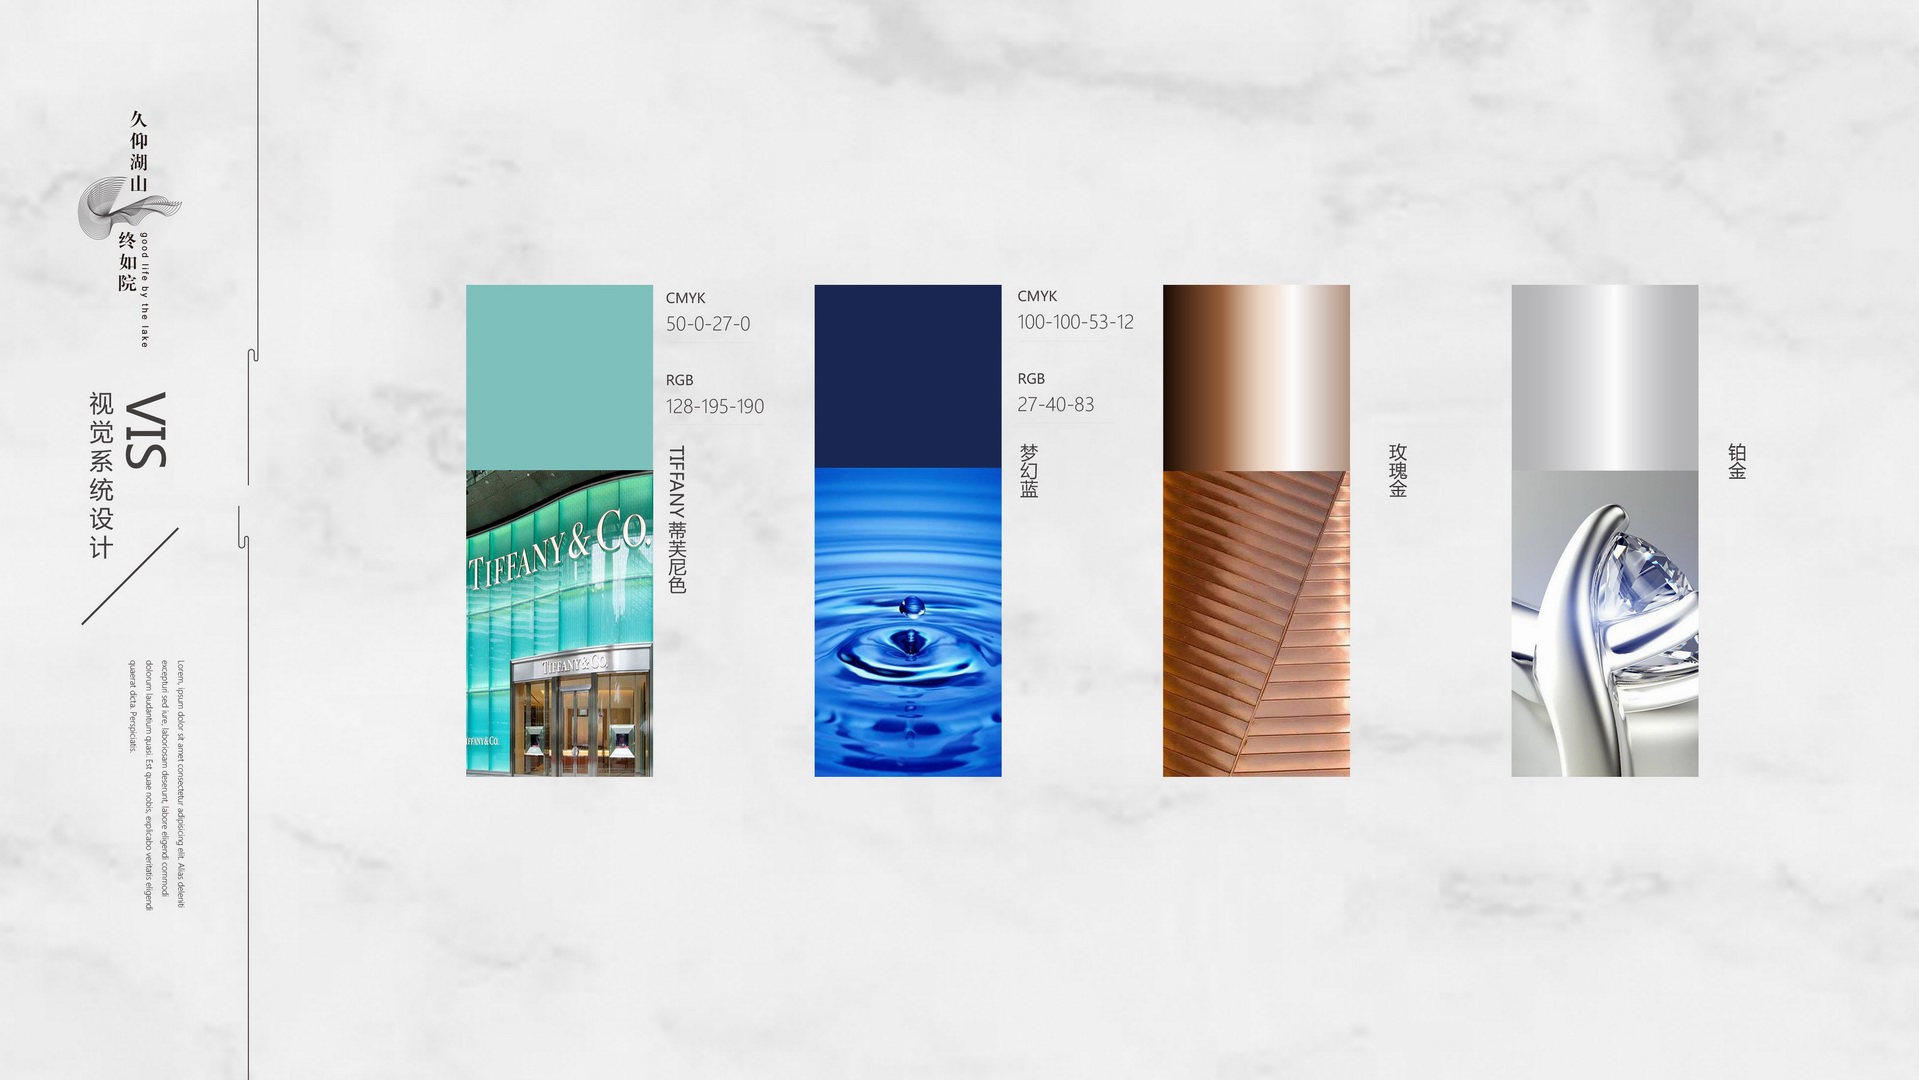 久仰湖山
终如院
good life by the lake
VIS
视觉系统设计
Lorem, ipsum dolor sit amet consectetur adipisicing elit. Alias deleniti
excepturi sed iure, laboriosam deserunt, labore eligendi commodi
dolorum laudantium quasi. Est quae nobis, explicabo veritatis eligendi
quaerat dicta. Perspiciatis.
CMYK
50-0-27-0
RGB
128-195-190
TIFFANY 蒂芙尼色
TIFFANY & CO.
TIFFANY & CO.
TIFFANY & CO.
CMYK
100-100-53-12
RGB
27-40-83
梦幻蓝
玫瑰金
铂金